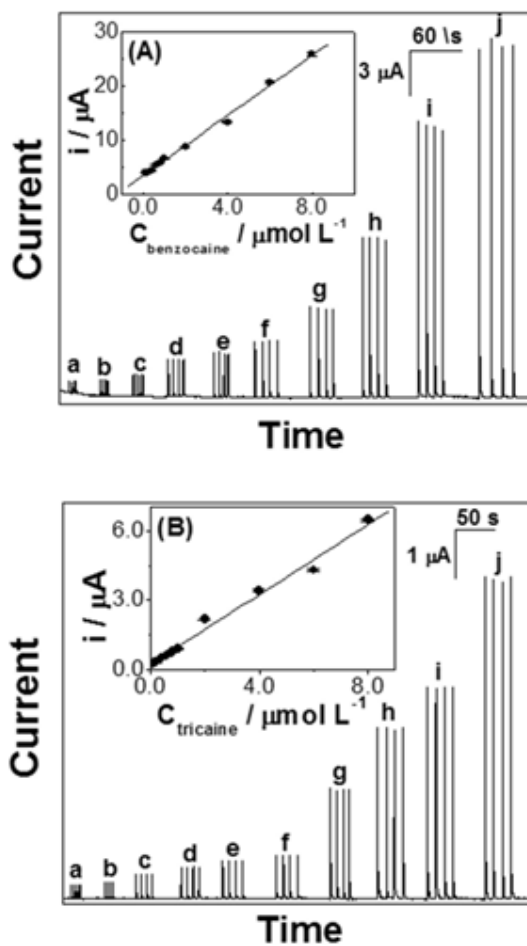 30
(A)
20
10
0
i / μA
0.0 4.0 8.0
C benzocaine / μmol L⁻¹
60 \s
3 μA
a b c d e f g h i j
Current
Time
6.0
(B)
3.0
0.0
i / μA
0.0 4.0 8.0
C tricaine / μmol L⁻¹
50 s
1 μA
a b c d e f g h i j
Current
Time